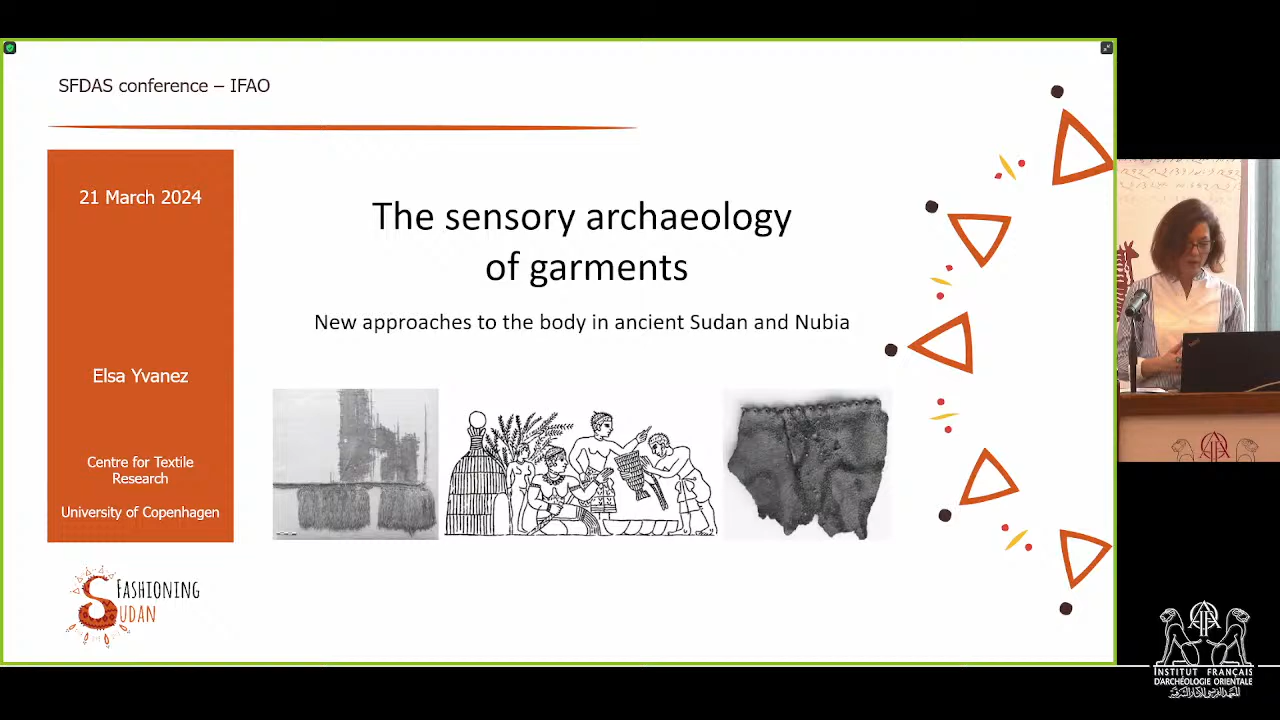 SFDAS conference – IFAO
21 March 2024
Elsa Yvanez
Centre for Textile
Research
University of Copenhagen
The sensory archaeology
of garments
New approaches to the body in ancient Sudan and Nubia
FASHIONING
SUDAN
INSTITUT FRANÇAIS
D'ARCHÉOLOGIE ORIENTALE